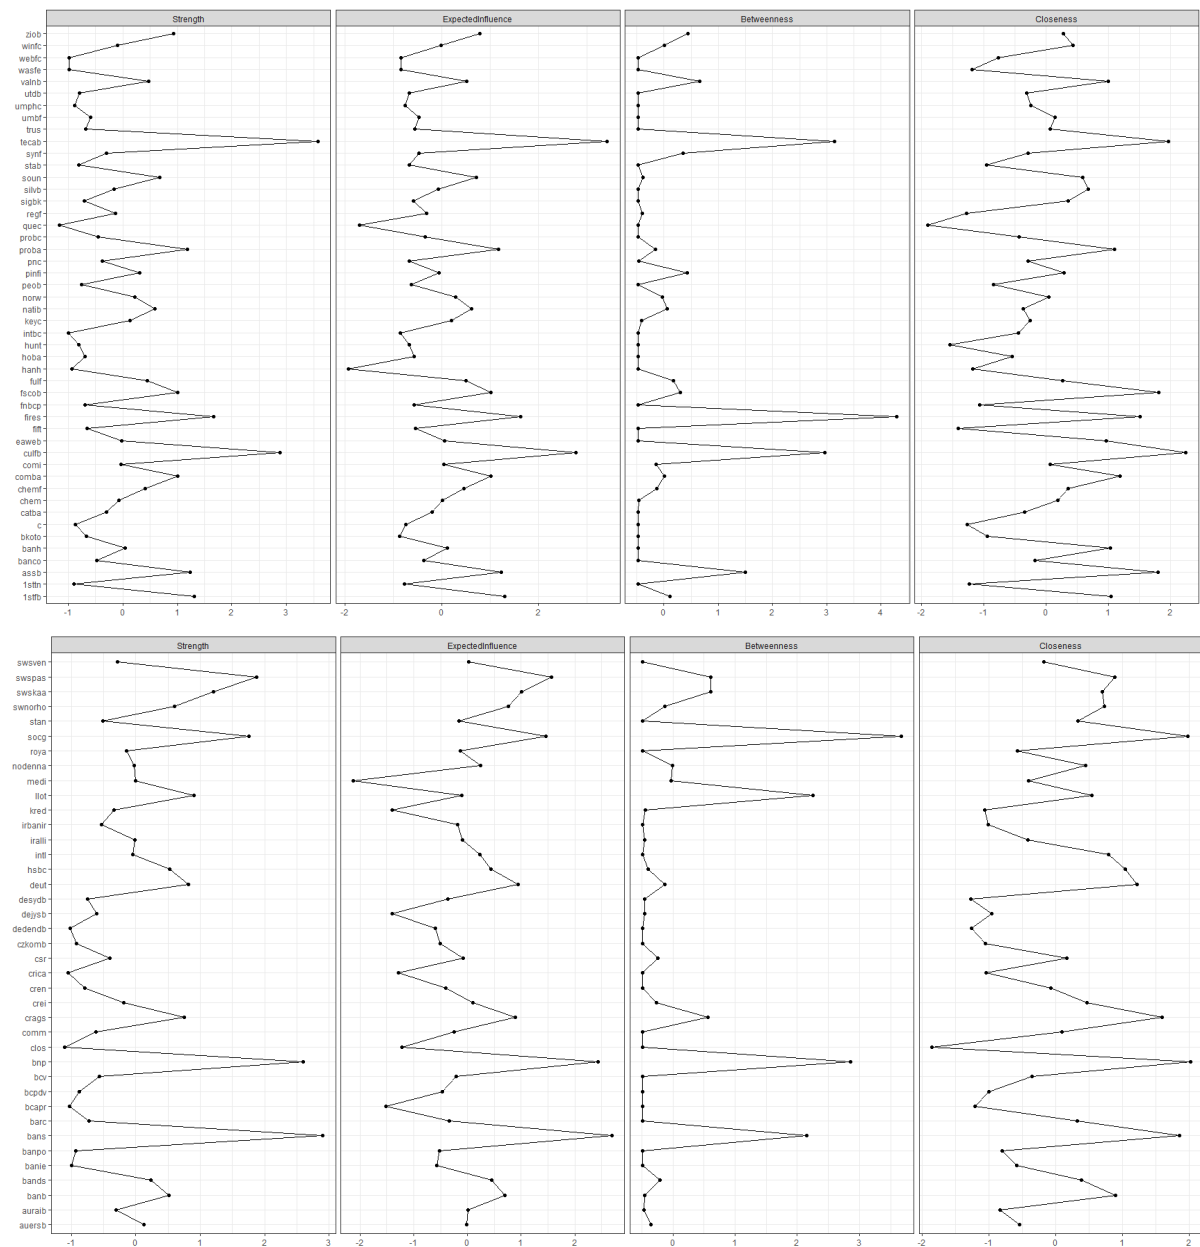 Strength ExpectedInfluence Betweenness Closeness
ziob
winfc
webfc
wasfe
valnb
utdb
umphc
umbf
trus
tecab
synf
stab
soun
silvb
sigbk
regf
quec
probc
proba
pnc
pinfi
peob
norw
natib
keyc
intbc
hunt
hoba
hanh
fulf
fscob
fnbcp
fires
fift
eaweb
culfb
comi
comba
chemf
chem
catba
c
bkoto
banh
banco
assb
1sttn
1stfb
-1 0 1 2 3 -2 0 2 0 1 2 3 4 -2 -1 0 1 2
Strength ExpectedInfluence Betweenness Closeness
swsven
swspas
swskaa
swnorho
stan
socg
roya
nodenna
medi
llot
kred
irbanir
iralli
intl
hsbc
deut
desydb
dejysb
dedendb
czkomb
csr
crica
cren
crei
crags
comm
clos
bnp
bcv
bcpdv
bcapr
barc
bans
banpo
banie
bands
banb
auraib
auersb
-1 0 1 2 3 -2 -1 0 1 2 0 1 2 3 -2 -1 0 1 2